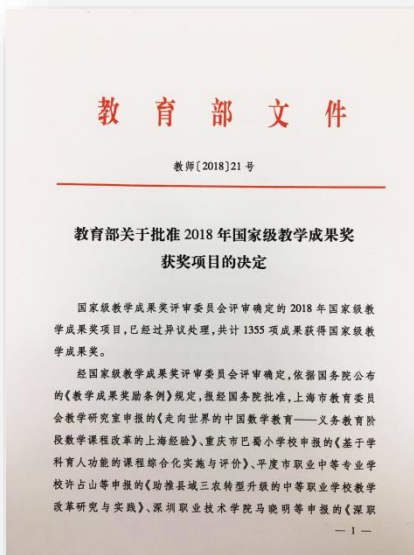 教育部文件
教师〔2018〕21号
教育部关于批准2018年国家级教学成果奖
获奖项目的决定
国家级教学成果奖评审委员会评审确定的2018年国家级教
学成果奖项目,已经过异议处理,共计1355项成果获得国家级教
学成果奖。
经国家级教学成果奖评审委员会评审确定,依据国务院公布
的《教学成果奖励条例》规定,报经国务院批准,上海市教育委员
会教学研究室申报的《走向世界的中国数学教育——义务教育阶
段数学课程改革的上海经验》、重庆市巴蜀小学校申报的《基于学
科育人功能的课程综合化实施与评价》、平度市职业中等专业学
校许占山等申报的《助推县域三农转型升级的中等职业学校教学
改革研究与实践》、深圳职业技术学院马晓明等申报的《深职
— 1 —